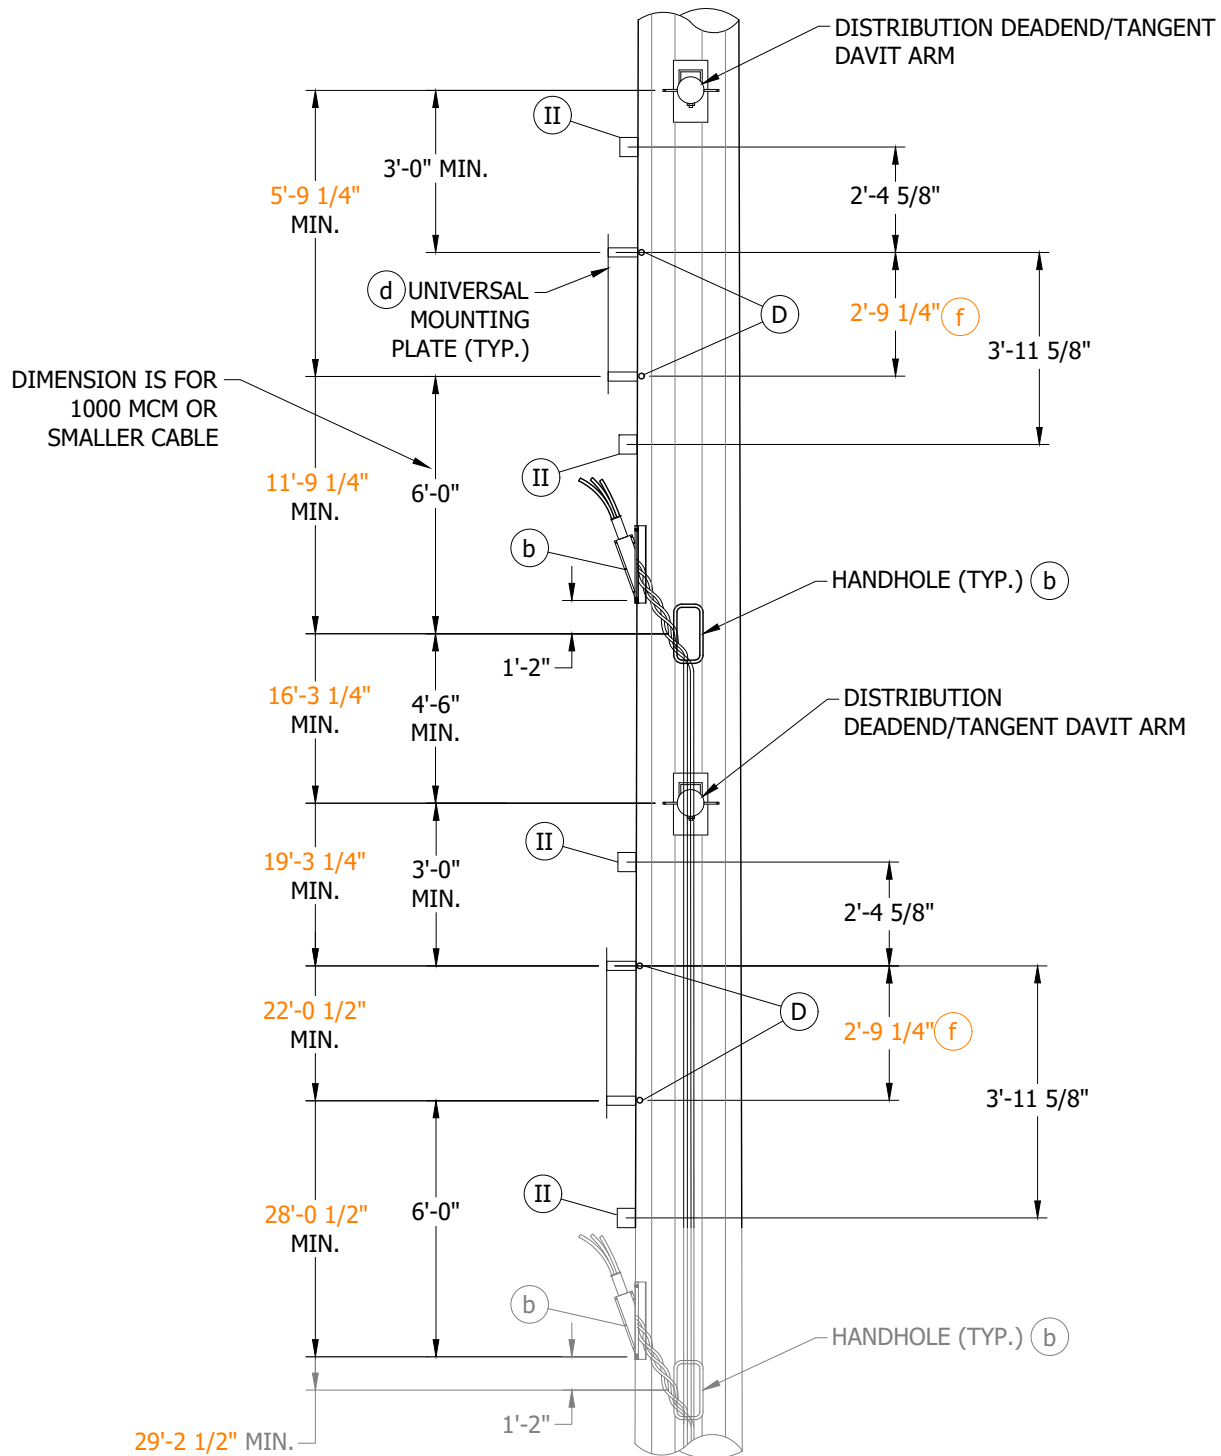 DISTRIBUTION DEADEND/TANGENT
DAVIT ARM
II
3'-0" MIN.
5'-9 1/4"
MIN.
2'-4 5/8"
d UNIVERSAL
MOUNTING
PLATE (TYP.)
D
2'-9 1/4" f
3'-11 5/8"
DIMENSION IS FOR
1000 MCM OR
SMALLER CABLE
II
11'-9 1/4"
MIN.
6'-0"
b
HANDHOLE (TYP.) b
1'-2"
16'-3 1/4"
MIN.
4'-6"
MIN.
DISTRIBUTION
DEADEND/TANGENT DAVIT ARM
II
19'-3 1/4"
MIN.
3'-0"
MIN.
2'-4 5/8"
22'-0 1/2"
MIN.
D
2'-9 1/4" f
3'-11 5/8"
II
28'-0 1/2"
MIN.
6'-0"
b
HANDHOLE (TYP.) b
1'-2"
29'-2 1/2" MIN.